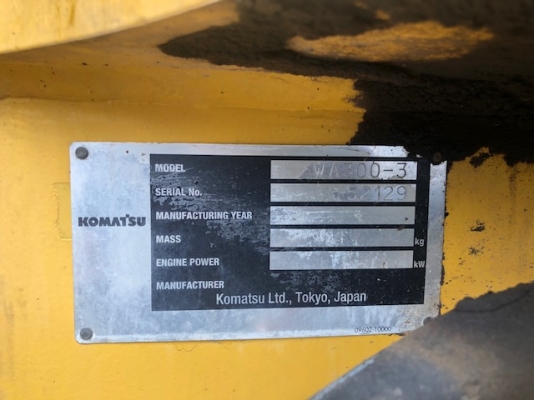 MODEL
SERIAL No.
KOMATSU
MANUFACTURING YEAR
MASS kg
ENGINE POWER kW
MANUFACTURER
Komatsu Ltd., Tokyo, Japan